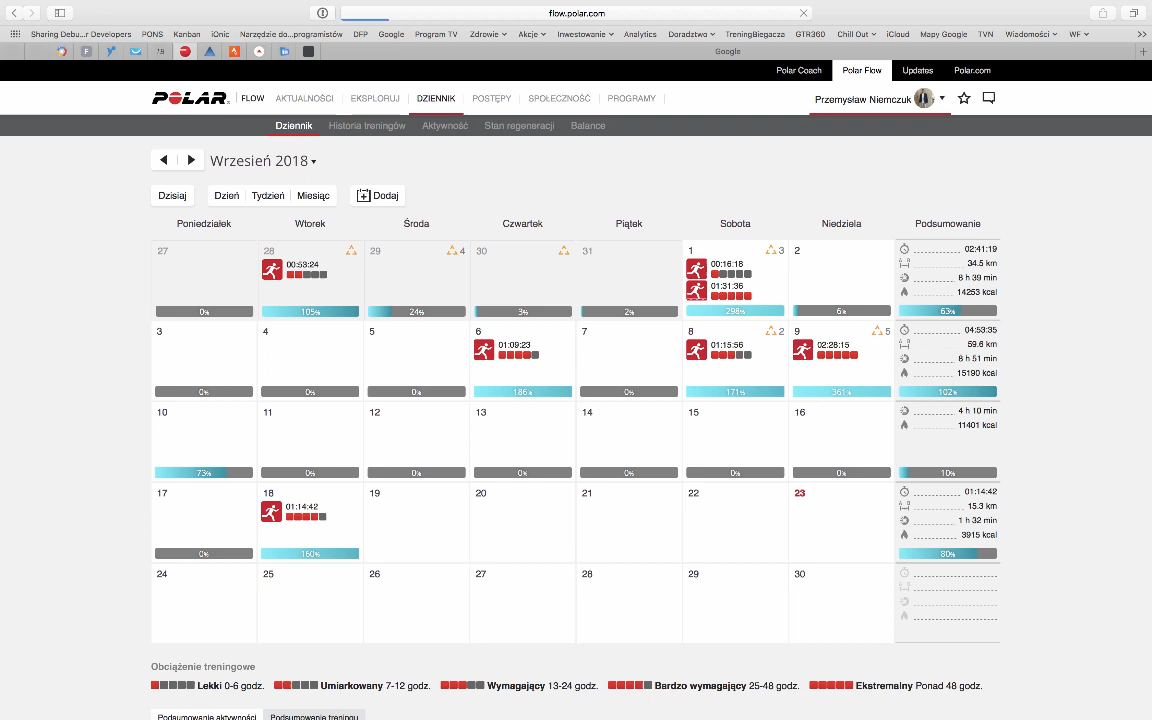 flow.polar.com
Sharing Debu...r Developers PONS Kanban iOnic Narzędzie do...programistów DFP Google Program TV Zdrowie Akcje Inwestowanie Analytics Doradztwo TreningBiegacza GTR360 Chill Out iCloud Mapy Google TVN Wiadomości WF
Google
Polar Coach Polar Flow Updates Polar.com
POLAR FLOW AKTUALNOŚCI EKSPLORUJ DZIENNIK POSTĘPY SPOŁECZNOŚĆ PROGRAMY Przemysław Niemczuk
Dziennik Historia treningów Aktywność Stan regeneracji Balance
Wrzesień 2018
Dzisiaj Dzień Tydzień Miesiąc Dodaj
Poniedziałek Wtorek Środa Czwartek Piątek Sobota Niedziela Podsumowanie
27 28 29 4 30 31 1 3 2 02:41:19
00:53:24 00:16:18 34.5 km
01:31:36 8 h 39 min
14253 kcal
0% 105% 24% 3% 2% 298% 6% 63%
3 4 5 6 7 8 2 9 5 04:53:35
01:09:23 01:15:56 02:28:15 59.6 km
8 h 51 min
15190 kcal
0% 0% 0% 186% 0% 171% 361% 102%
10 11 12 13 14 15 16 4 h 10 min
11401 kcal
73% 0% 0% 0% 0% 0% 0% 10%
17 18 19 20 21 22 23 01:14:42
01:14:42 15.3 km
1 h 32 min
3915 kcal
0% 160% 80%
24 25 26 27 28 29 30
Obciążenie treningowe
Lekki 0-6 godz. Umiarkowany 7-12 godz. Wymagający 13-24 godz. Bardzo wymagający 25-48 godz. Ekstremalny Ponad 48 godz.
Podsumowanie aktywności Podsumowanie treningu